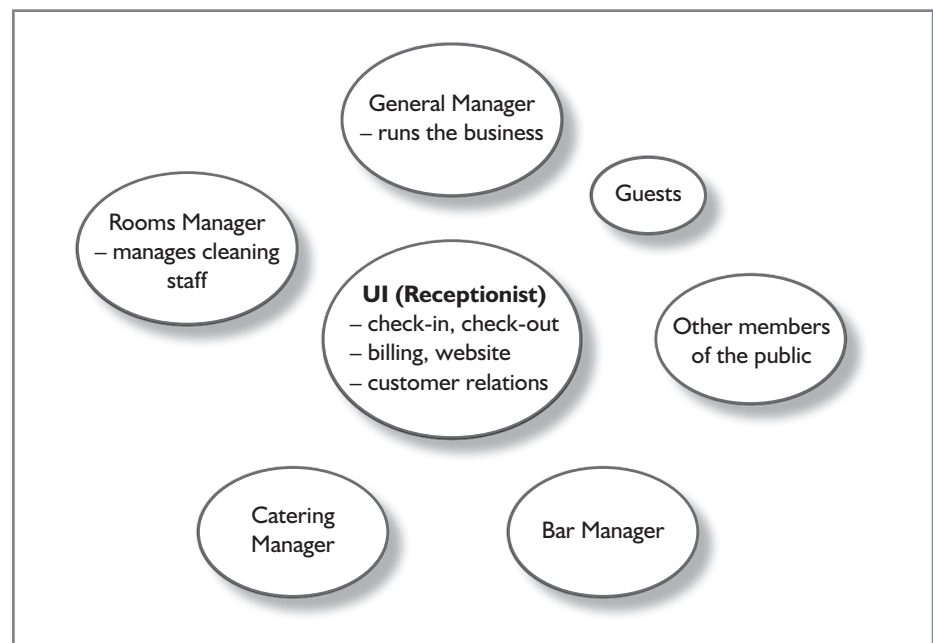 General Manager
– runs the business
Guests
Rooms Manager
– manages cleaning
staff
UI (Receptionist)
– check-in, check-out
– billing, website
– customer relations
Other members
of the public
Catering
Manager
Bar Manager